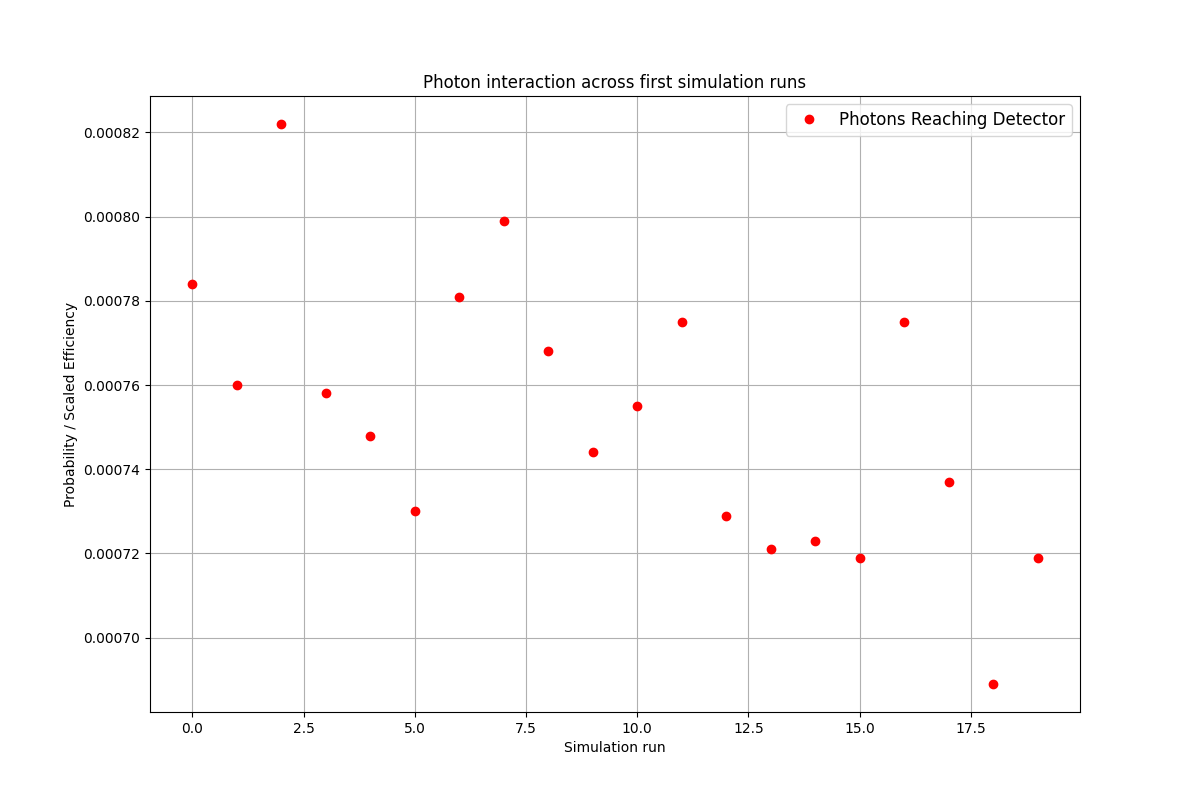 Photon interaction across first simulation runs
Photons Reaching Detector
0.00082
0.00080
0.00078
0.00076
0.00074
0.00072
0.00070
Probability / Scaled Efficiency
0.0 2.5 5.0 7.5 10.0 12.5 15.0 17.5
Simulation run